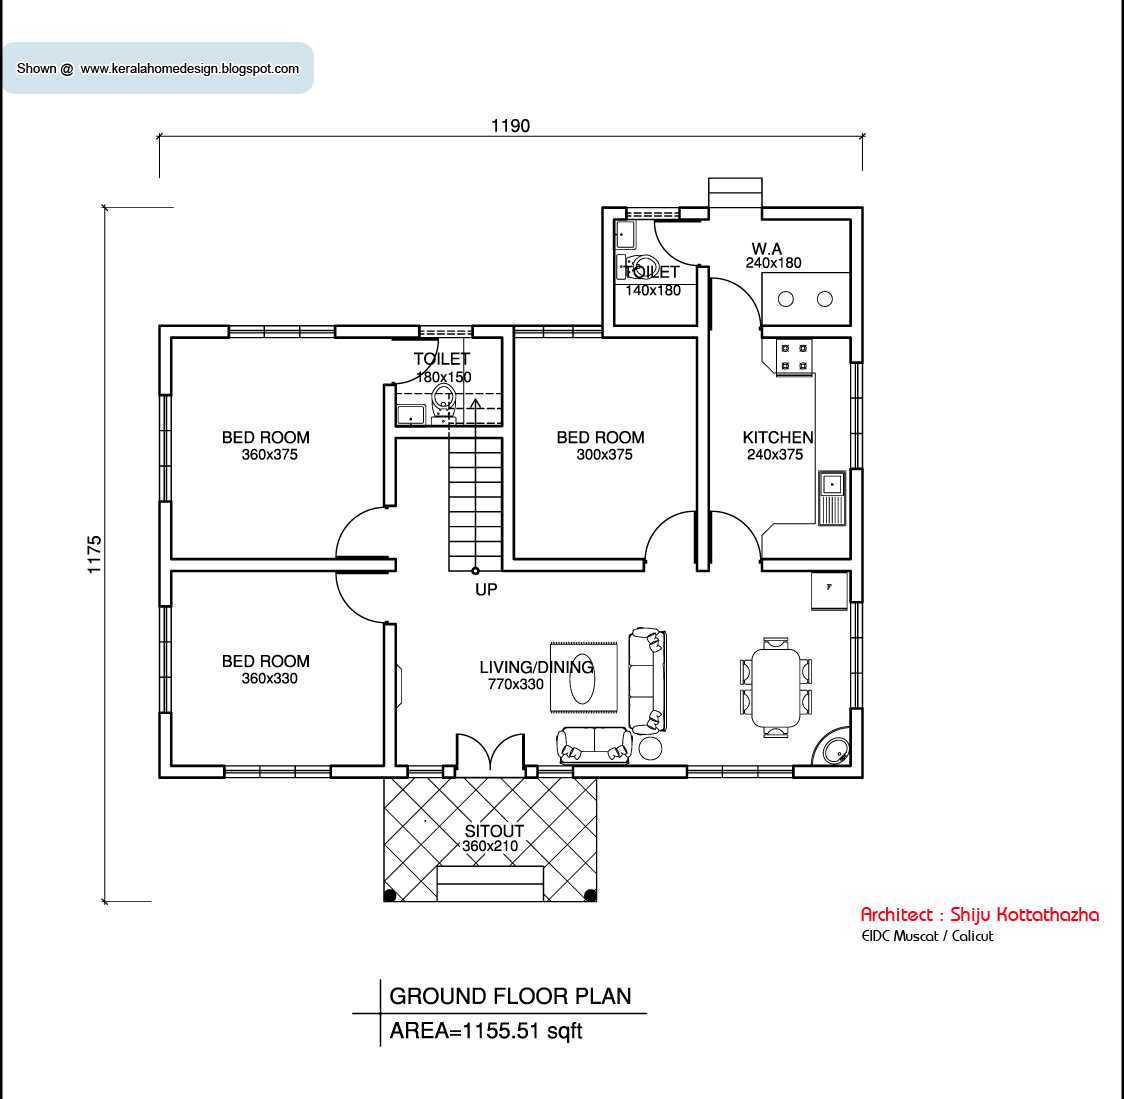 Shown @ www.keralahomedesign.blogspot.com
1190
W.A
240x180
TOILET
140x180
TOILET
180x150
BED ROOM
360x375
BED ROOM
300x375
KITCHEN
240x375
1175
UP
F
BED ROOM
360x330
LIVING/DINING
770x330
SITOUT
360x210
Architect : Shiju Kottathazha
EIDC Muscat / Calicut
GROUND FLOOR PLAN
AREA=1155.51 sqft